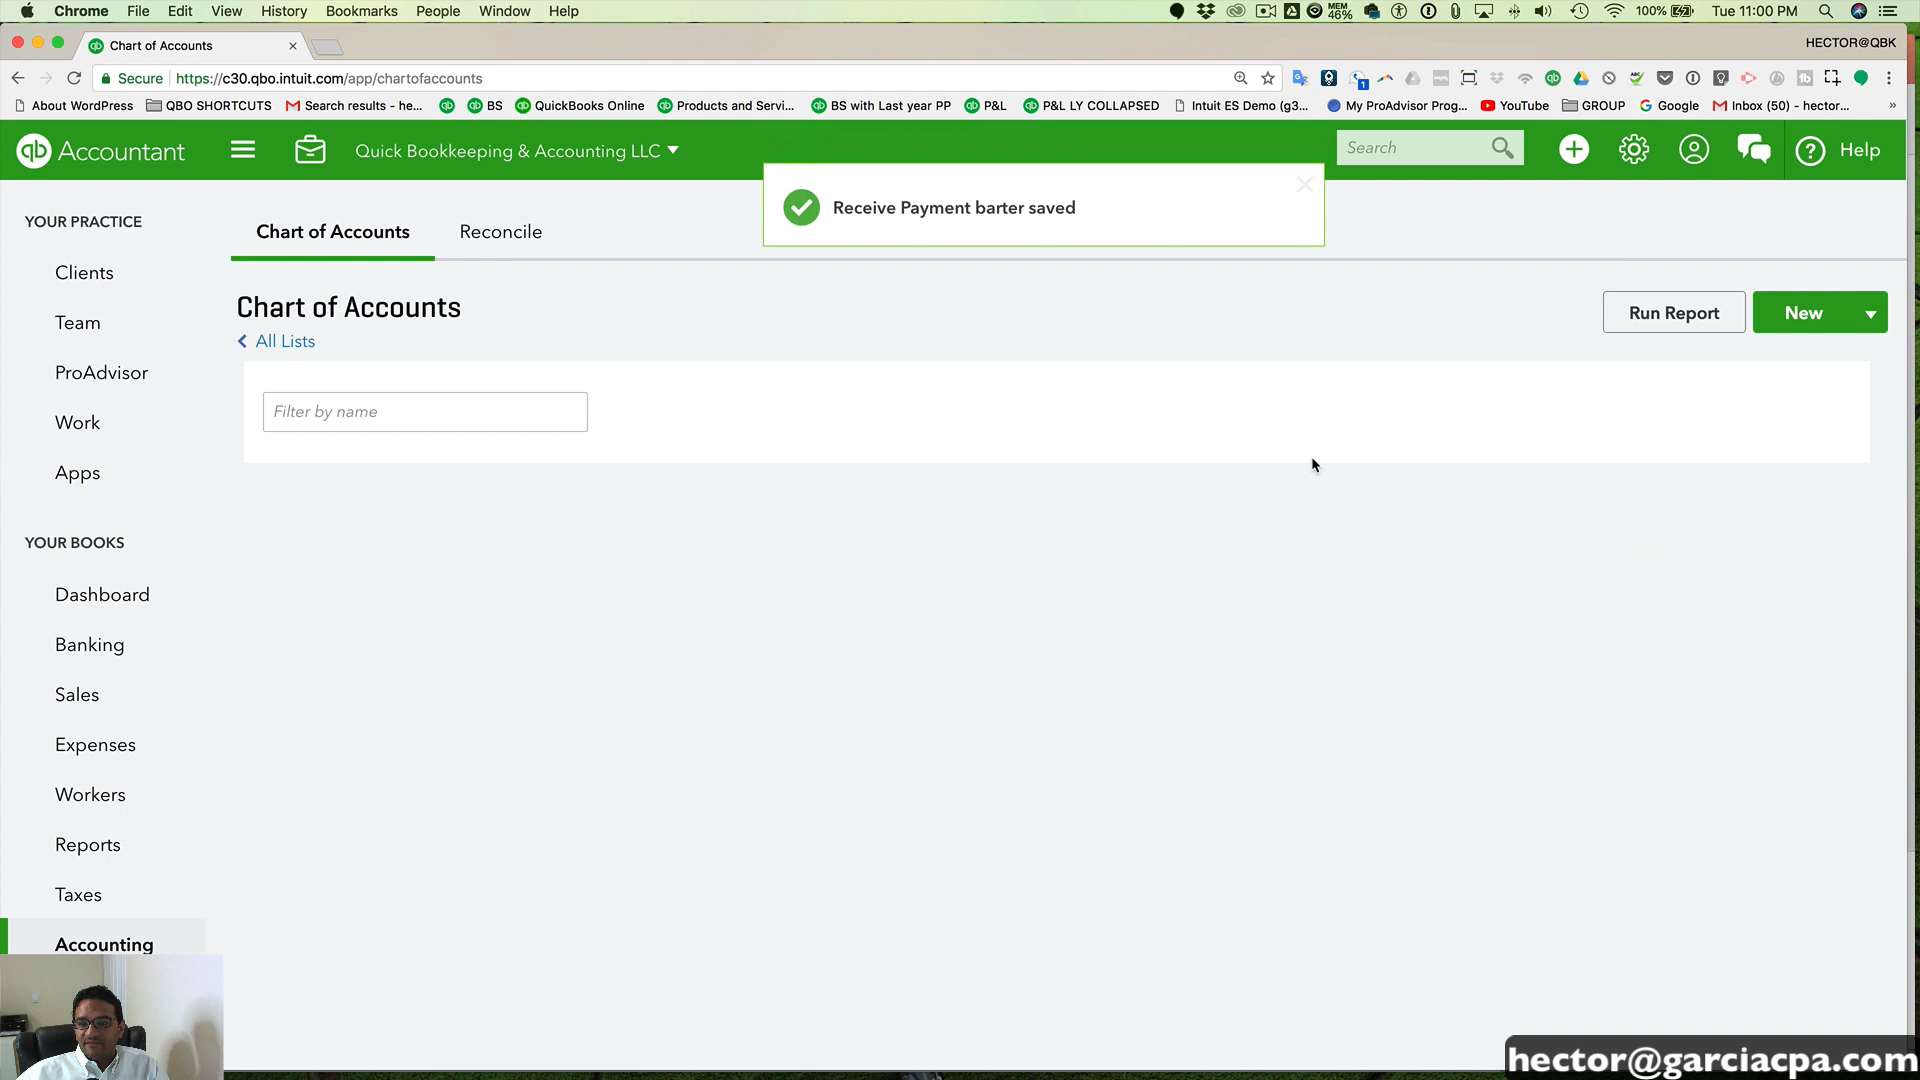 Chrome File Edit View History Bookmarks People Window Help MEM 46% 100% Tue 11:00 PM
Chart of Accounts HECTOR@QBK
Secure https://c30.qbo.intuit.com/app/chartofaccounts
About WordPress QBO SHORTCUTS Search results - he... BS QuickBooks Online Products and Servi... BS with Last year PP P&L P&L LY COLLAPSED Intuit ES Demo (g3... My ProAdvisor Prog... YouTube GROUP Google Inbox (50) - hector... »
qb Accountant Quick Bookkeeping & Accounting LLC Search Help
Receive Payment barter saved
YOUR PRACTICE
Clients
Team
ProAdvisor
Work
Apps
YOUR BOOKS
Dashboard
Banking
Sales
Expenses
Workers
Reports
Taxes
Accounting
Chart of Accounts Reconcile
Chart of Accounts
All Lists
Run Report New
Filter by name
hector@garciacpa.com